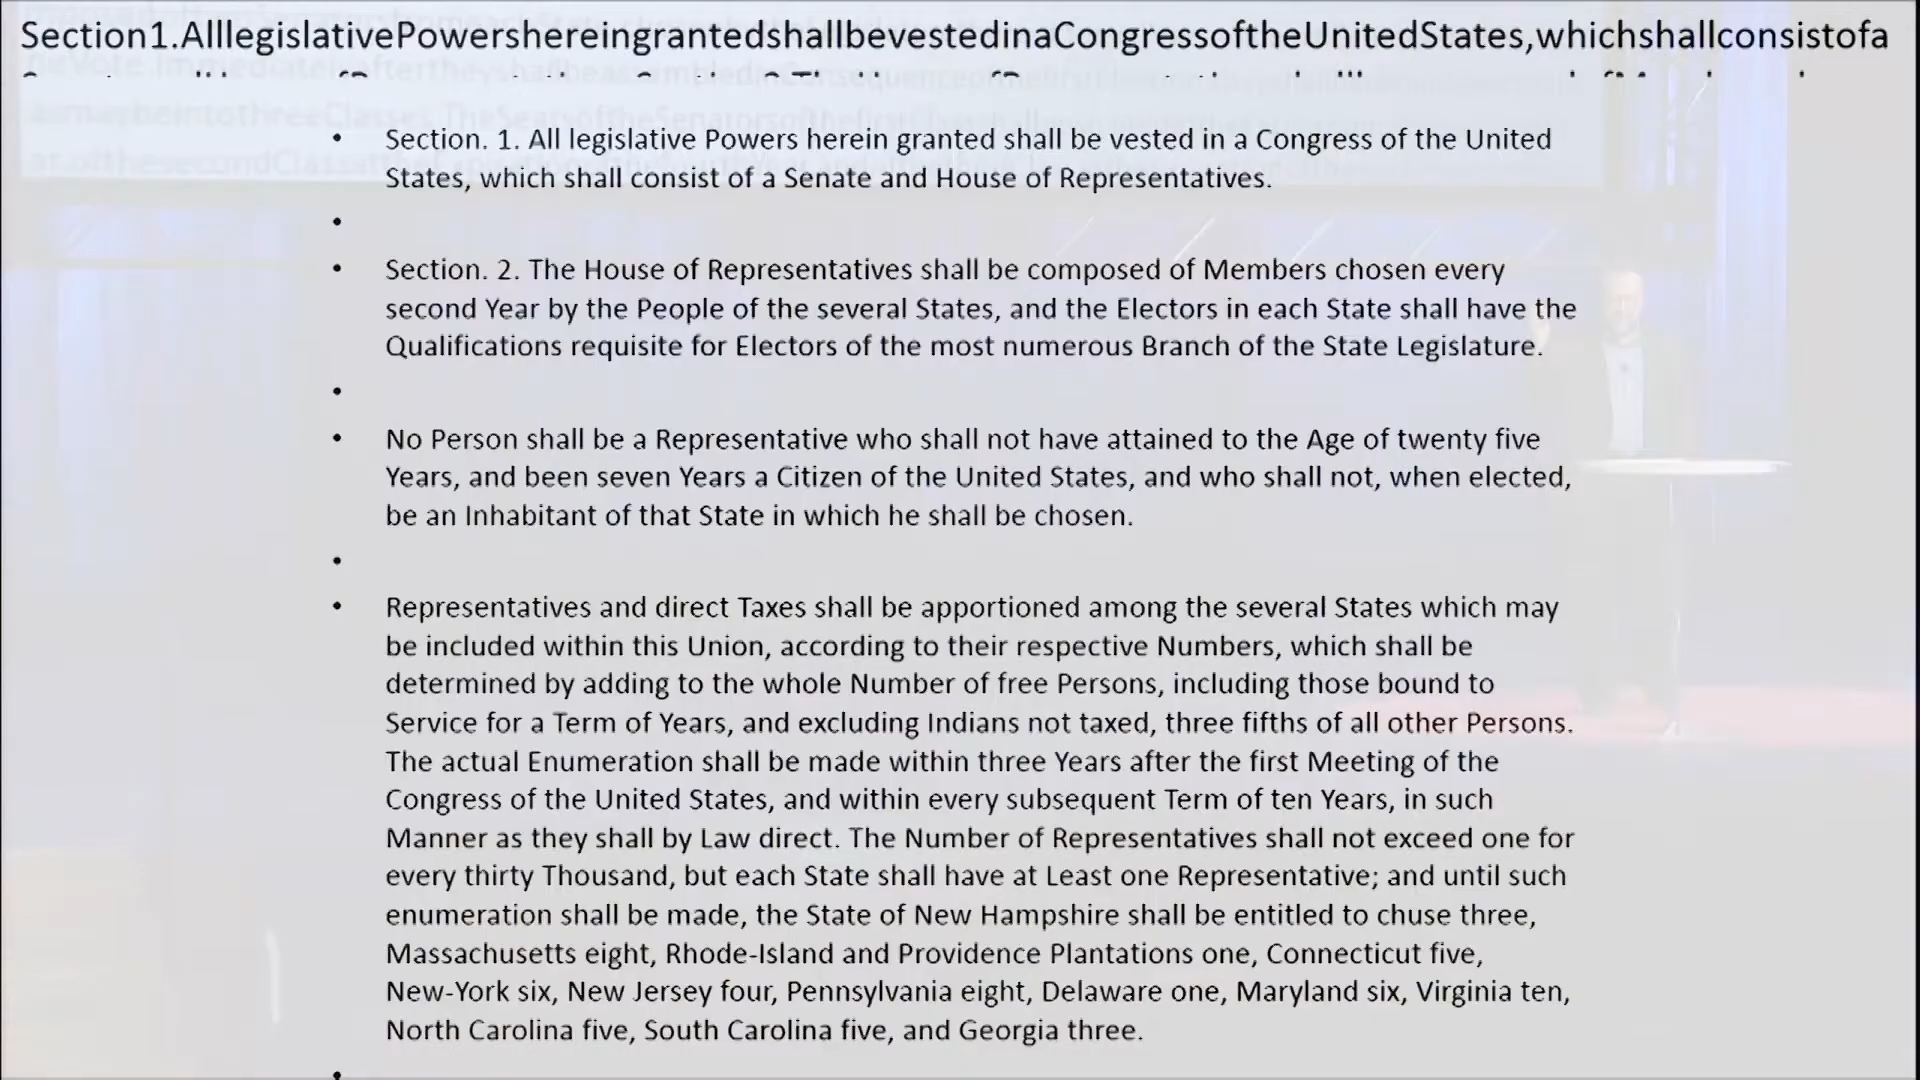 Section1.AlllegislativePowershereingrantedshallbevestedinaCongressoftheUnitedStates,whichshallconsistofa
• Section. 1. All legislative Powers herein granted shall be vested in a Congress of the United
States, which shall consist of a Senate and House of Representatives.
•
• Section. 2. The House of Representatives shall be composed of Members chosen every
second Year by the People of the several States, and the Electors in each State shall have the
Qualifications requisite for Electors of the most numerous Branch of the State Legislature.
•
• No Person shall be a Representative who shall not have attained to the Age of twenty five
Years, and been seven Years a Citizen of the United States, and who shall not, when elected,
be an Inhabitant of that State in which he shall be chosen.
•
• Representatives and direct Taxes shall be apportioned among the several States which may
be included within this Union, according to their respective Numbers, which shall be
determined by adding to the whole Number of free Persons, including those bound to
Service for a Term of Years, and excluding Indians not taxed, three fifths of all other Persons.
The actual Enumeration shall be made within three Years after the first Meeting of the
Congress of the United States, and within every subsequent Term of ten Years, in such
Manner as they shall by Law direct. The Number of Representatives shall not exceed one for
every thirty Thousand, but each State shall have at Least one Representative; and until such
enumeration shall be made, the State of New Hampshire shall be entitled to chuse three,
Massachusetts eight, Rhode-Island and Providence Plantations one, Connecticut five,
New-York six, New Jersey four, Pennsylvania eight, Delaware one, Maryland six, Virginia ten,
North Carolina five, South Carolina five, and Georgia three.
•